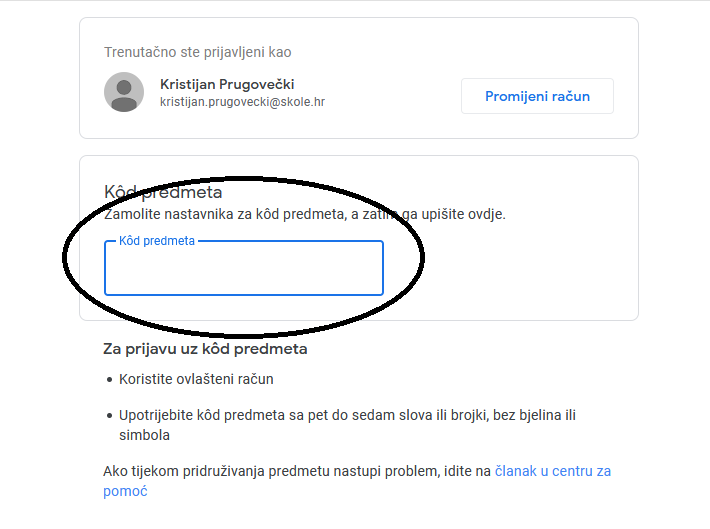 Trenutačno ste prijavljeni kao
Kristijan Prugovečki
kristijan.prugovecki@skole.hr
Promijeni račun
Kôd predmeta
Zamolite nastavnika za kôd predmeta, a zatim ga upišite ovdje.
Kôd predmeta
Za prijavu uz kôd predmeta
• Koristite ovlašteni račun
• Upotrijebite kôd predmeta sa pet do sedam slova ili brojki, bez bjelina ili
simbola
Ako tijekom pridruživanja predmetu nastupi problem, idite na članak u centru za
pomoć